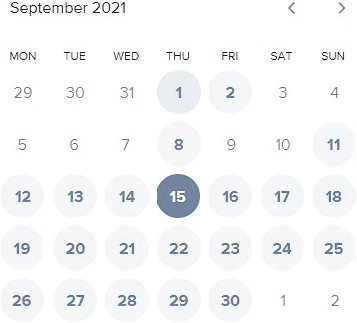 September 2021
MON TUE WED THU FRI SAT SUN
29 30 31 1 2 3 4
5 6 7 8 9 10 11
12 13 14 15 16 17 18
19 20 21 22 23 24 25
26 27 28 29 30 1 2